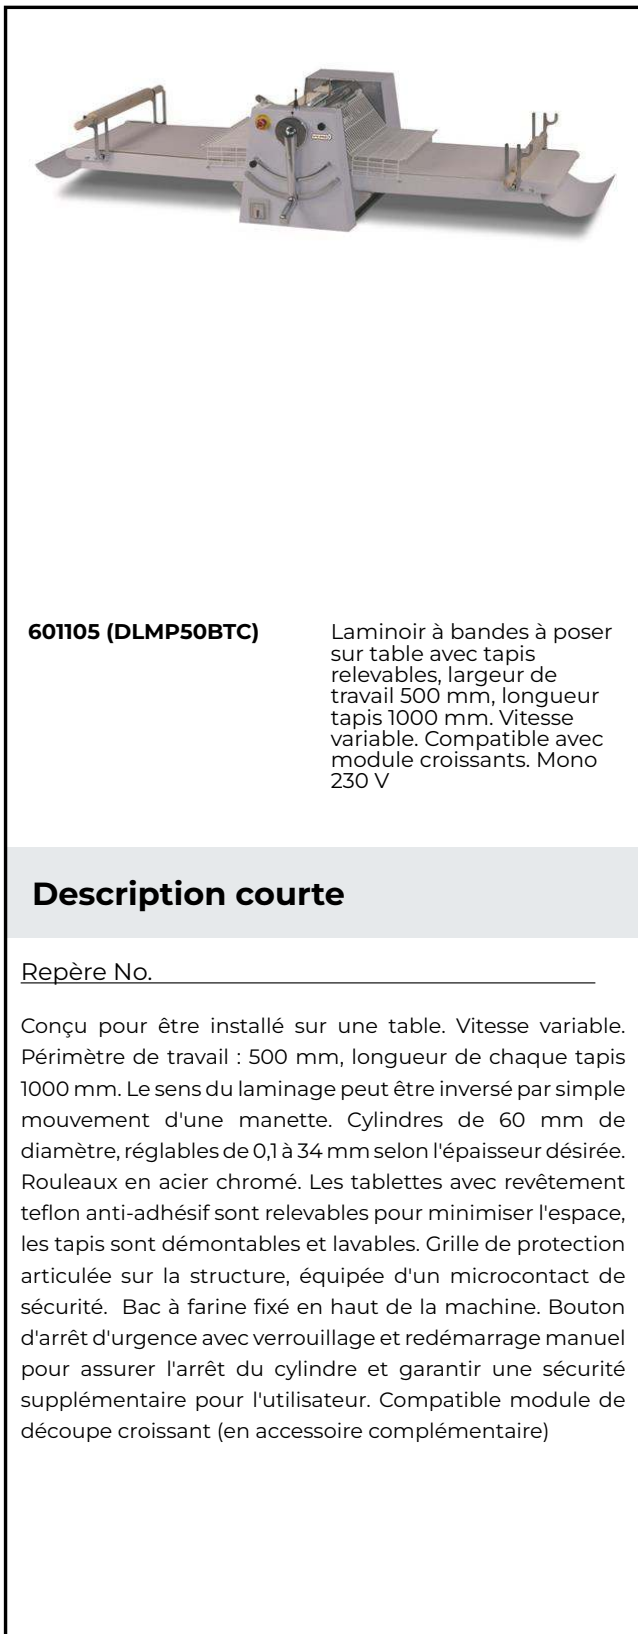 601105 (DLMP50BTC)
Laminoir à bandes à poser
sur table avec tapis
relevables, largeur de
travail 500 mm, longueur
tapis 1000 mm. Vitesse
variable. Compatible avec
module croissants. Mono
230 V
Description courte
Repère No.
Conçu pour être installé sur une table. Vitesse variable.
Périmètre de travail : 500 mm, longueur de chaque tapis
1000 mm. Le sens du laminage peut être inversé par simple
mouvement d'une manette. Cylindres de 60 mm de
diamètre, réglables de 0,1 à 34 mm selon l'épaisseur désirée.
Rouleaux en acier chromé. Les tablettes avec revêtement
teflon anti-adhésif sont relevables pour minimiser l'espace,
les tapis sont démontables et lavables. Grille de protection
articulée sur la structure, équipée d'un microcontact de
sécurité. Bac à farine fixé en haut de la machine. Bouton
d'arrêt d'urgence avec verrouillage et redémarrage manuel
pour assurer l'arrêt du cylindre et garantir une sécurité
supplémentaire pour l'utilisateur. Compatible module de
découpe croissant (en accessoire complémentaire)